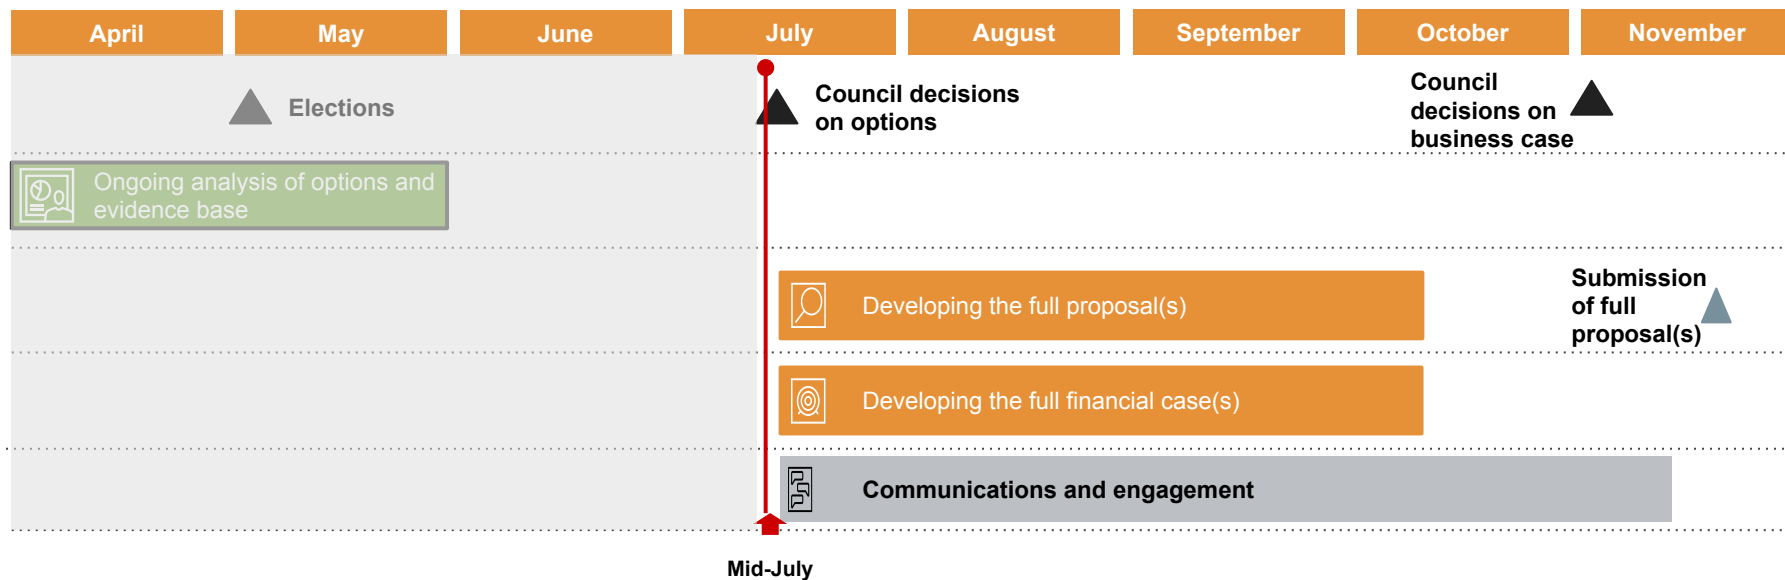 April May June July August September October November
Elections
Council decisions
on options
Council
decisions on
business case
Ongoing analysis of options and
evidence base
Developing the full proposal(s)
Submission
of full
proposal(s)
Developing the full financial case(s)
Communications and engagement
Mid-July